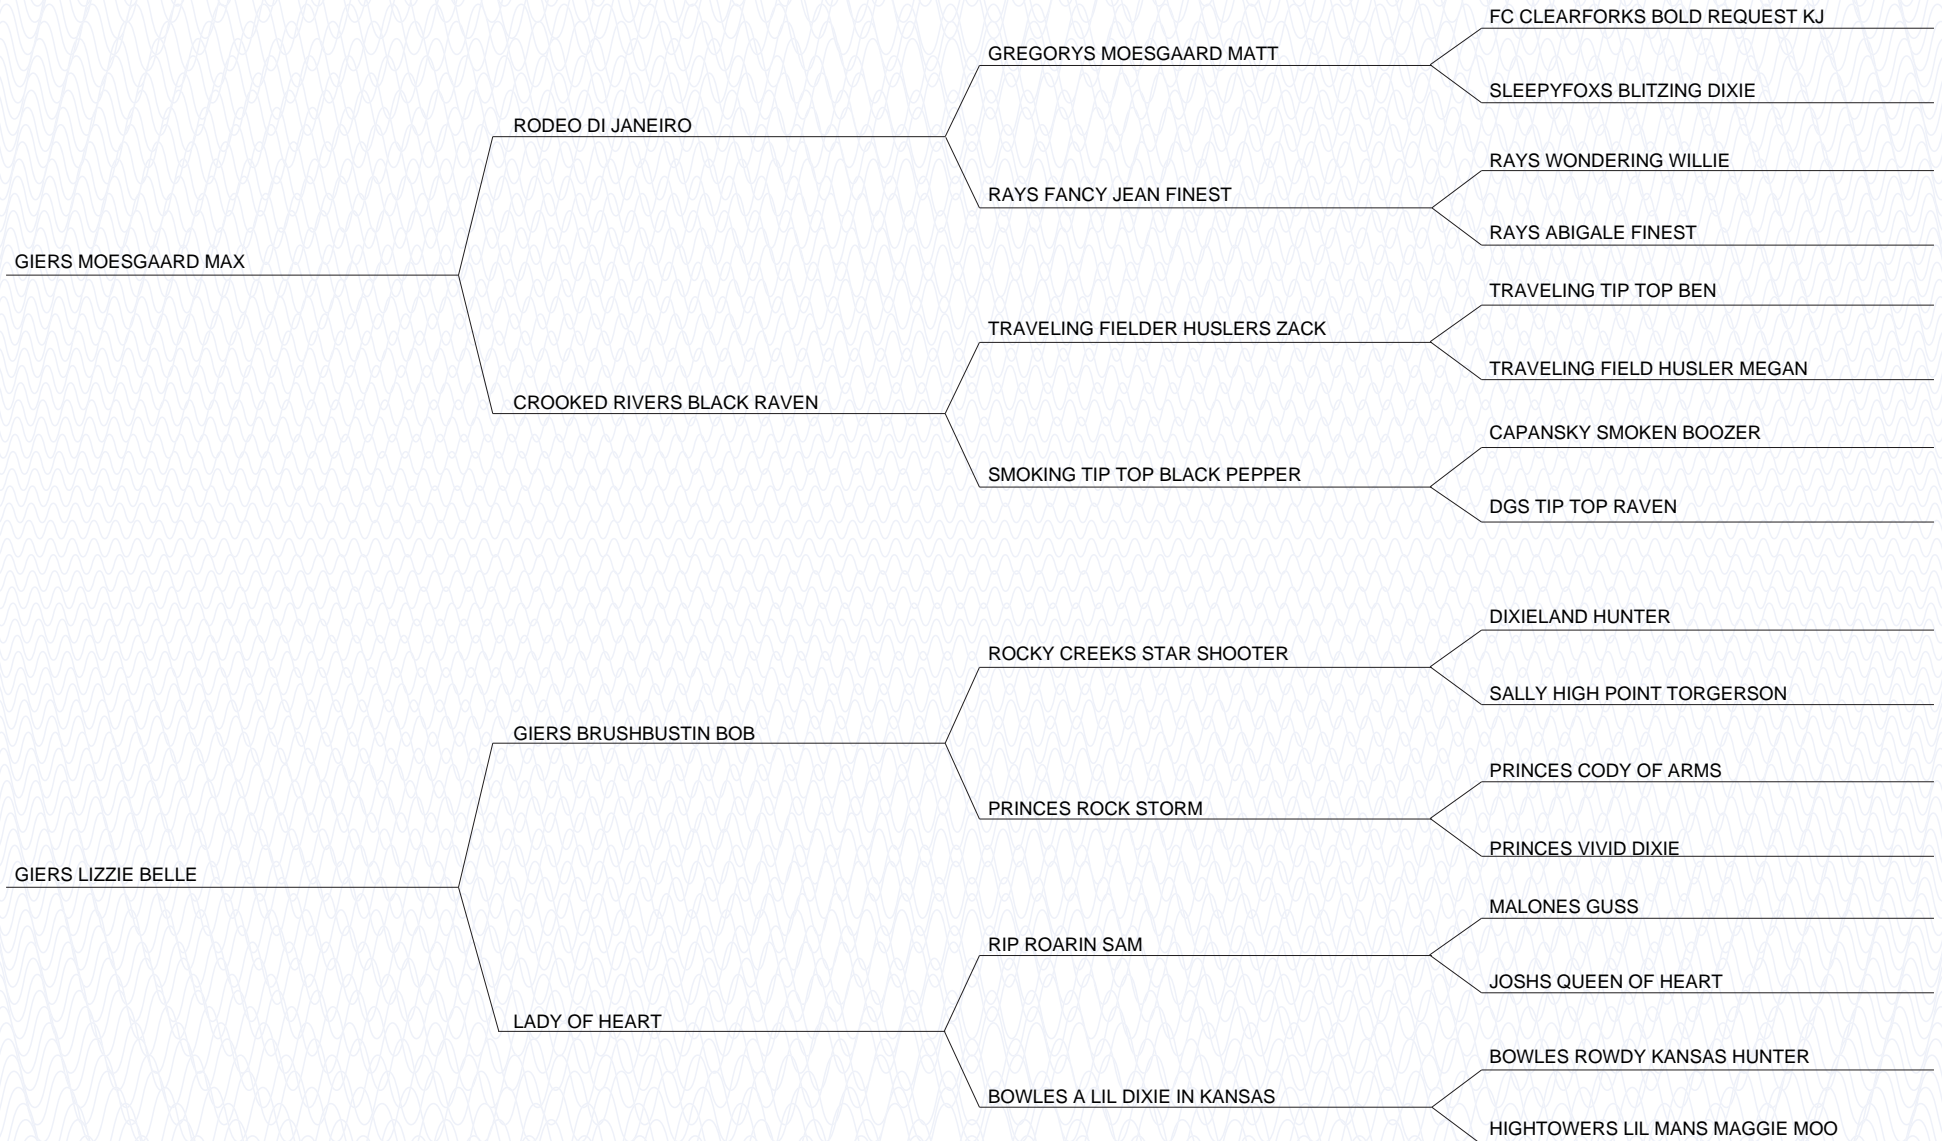 FC CLEARFORKS BOLD REQUEST KJ
GREGORYS MOESGAARD MATT
SLEEPYFOXS BLITZING DIXIE
RODEO DI JANEIRO
RAYS WONDERING WILLIE
RAYS FANCY JEAN FINEST
RAYS ABIGALE FINEST
GIERS MOESGAARD MAX
TRAVELING TIP TOP BEN
TRAVELING FIELDER HUSLERS ZACK
TRAVELING FIELD HUSLER MEGAN
CROOKED RIVERS BLACK RAVEN
CAPANSKY SMOKEN BOOZER
SMOKING TIP TOP BLACK PEPPER
DGS TIP TOP RAVEN
DIXIELAND HUNTER
ROCKY CREEKS STAR SHOOTER
SALLY HIGH POINT TORGERSON
GIERS BRUSHBUSTIN BOB
PRINCES CODY OF ARMS
PRINCES ROCK STORM
PRINCES VIVID DIXIE
GIERS LIZZIE BELLE
MALONES GUSS
RIP ROARIN SAM
JOSHS QUEEN OF HEART
LADY OF HEART
BOWLES ROWDY KANSAS HUNTER
BOWLES A LIL DIXIE IN KANSAS
HIGHTOWERS LIL MANS MAGGIE MOO